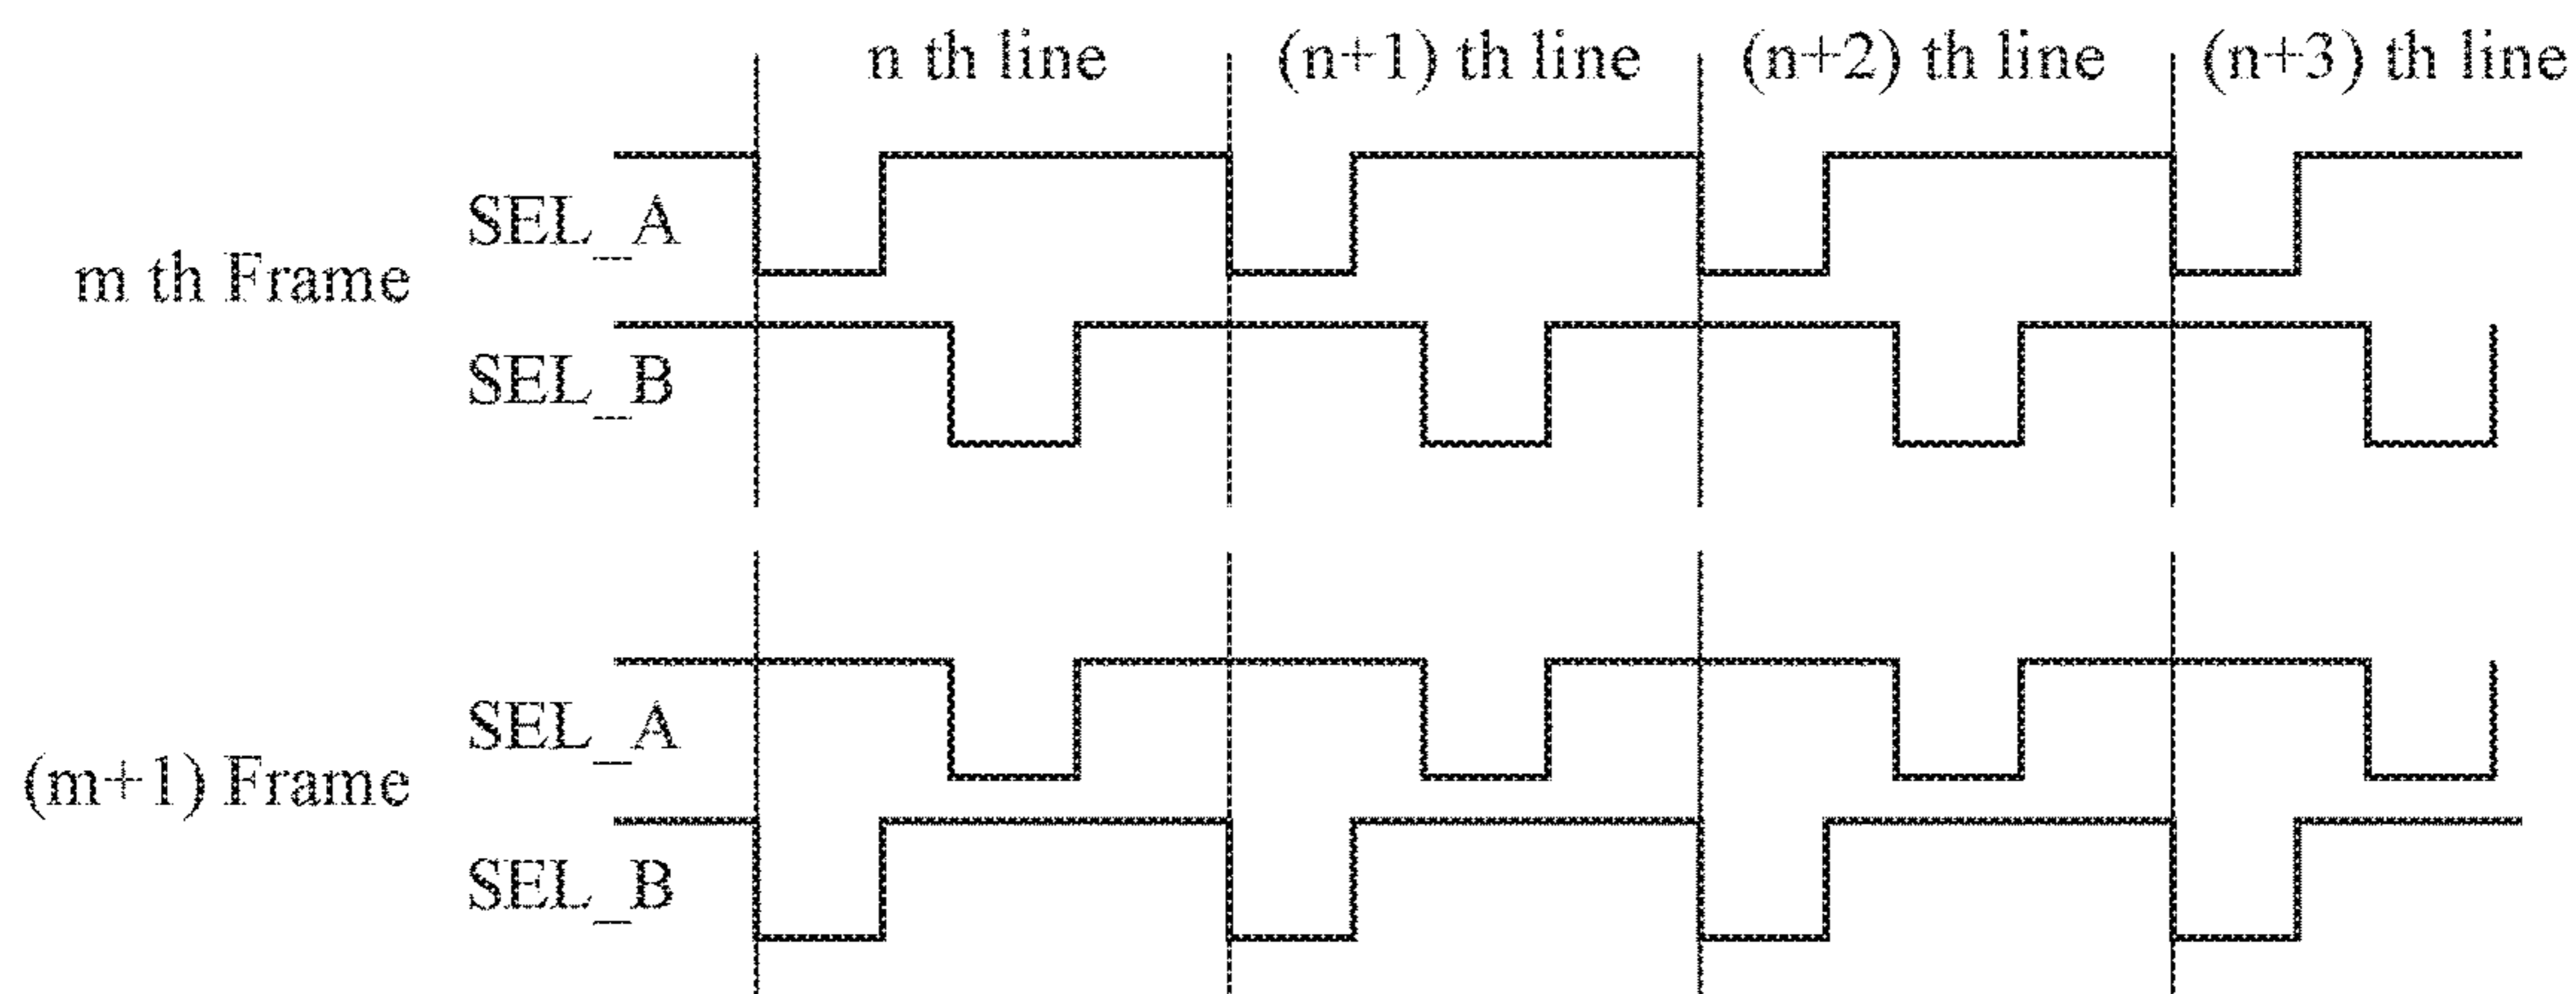 n th line (n+1) th line (n+2) th line (n+3) th line
SEL_A
m th Frame
SEL_B
SEL_A
(m+1) Frame
SEL_B